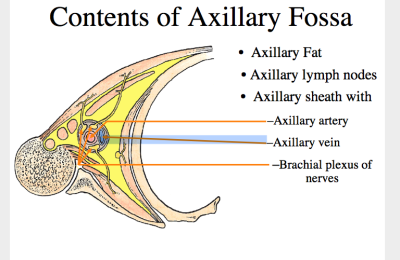 Contents of Axillary Fossa
• Axillary Fat
• Axillary lymph nodes
• Axillary sheath with
–Axillary artery
–Axillary vein
–Brachial plexus of
nerves